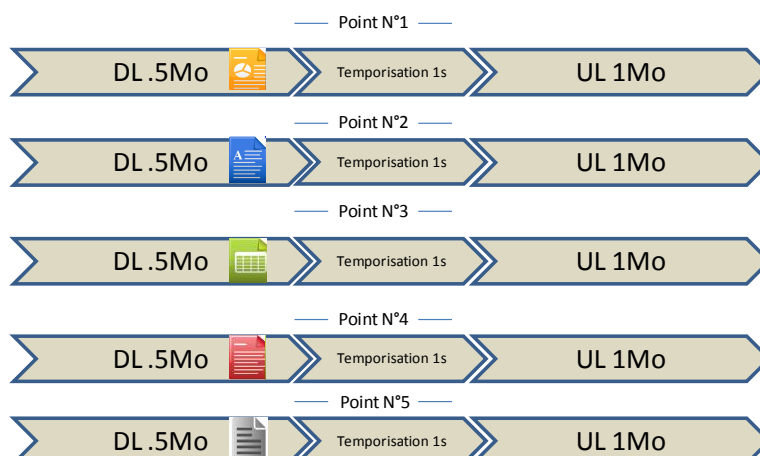 Point N°1
DL .5Mo Temporisation 1s UL 1Mo
Point N°2
DL .5Mo A Temporisation 1s UL 1Mo
Point N°3
DL .5Mo Temporisation 1s UL 1Mo
Point N°4
DL .5Mo Temporisation 1s UL 1Mo
Point N°5
DL .5Mo Temporisation 1s UL 1Mo